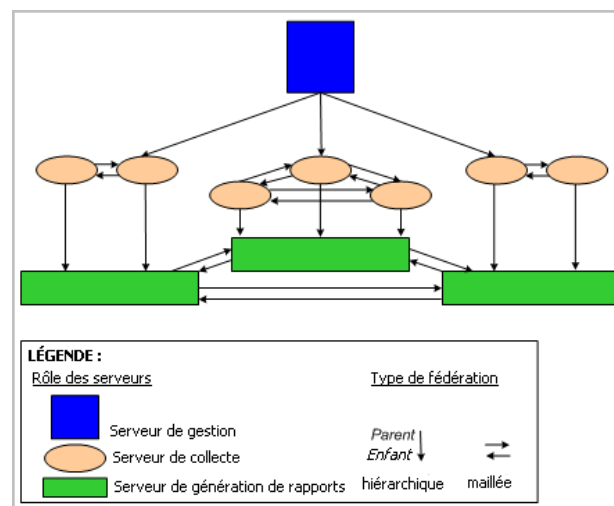 LÉGENDE :
Rôle des serveurs
Type de fédération
Serveur de gestion
Serveur de collecte
Serveur de génération de rapports
Parent
Enfant
hiérarchique
maillée